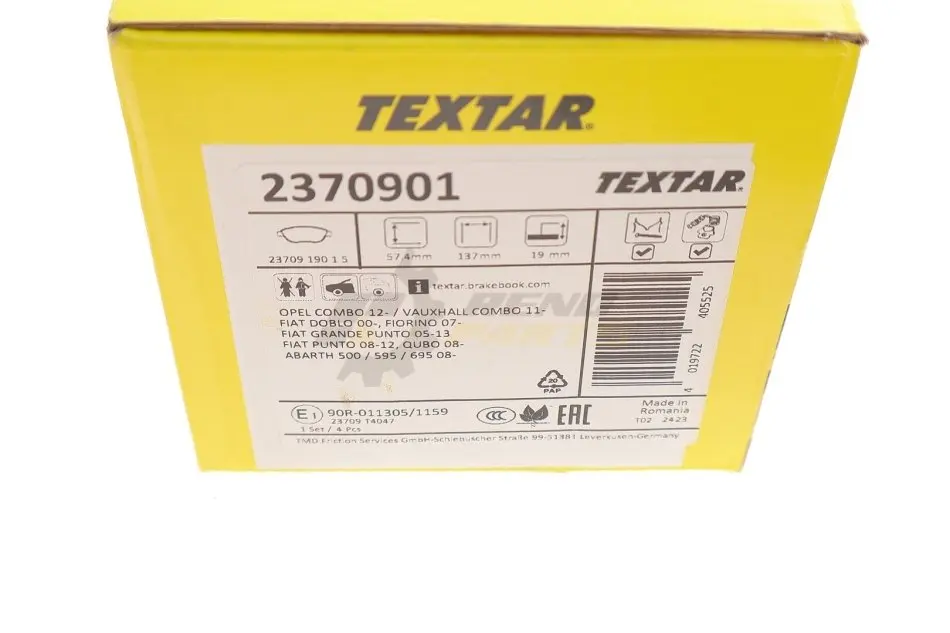 TEXTAR®
2370901
TEXTAR®
23709 190 1 5
57.4mm
137mm
19 mm
i textar.brakebook.com
OPEL COMBO 12- / VAUXHALL COMBO 11-
FIAT DOBLO 00-, FIORINO 07-
FIAT GRANDE PUNTO 05-13
FIAT PUNTO 08-12, QUBO 08-
ABARTH 500 / 595 / 695 08-
4 019722 405525
20
PAP
E1 90R-011305/1159
23709 T4047
1 Set / 4 Pcs
CCC
EAC
Made in
Romania
T02 2423
TMD Friction Services GmbH-Schlebuscher Straße 99-51381 Leverkusen-Germany